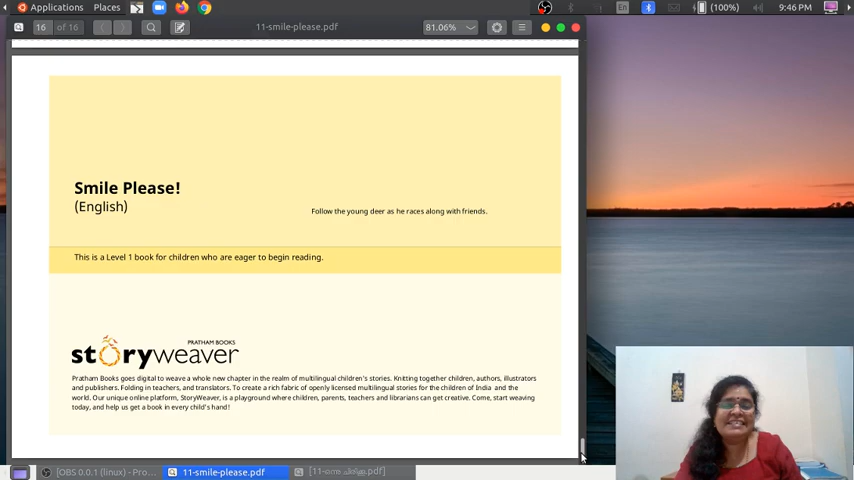 Applications Places En (100%) 9:46 PM
16 of 16 11-smile-please.pdf 81.06%
Smile Please!
(English)
Follow the young deer as he races along with friends.
This is a Level 1 book for children who are eager to begin reading.
PRATHAM BOOKS
storyweaver
Pratham Books goes digital to weave a whole new chapter in the realm of multilingual children's stories. Knitting together children, authors, illustrators
and publishers. Folding in teachers, and translators. To create a rich fabric of openly licensed multilingual stories for the children of India and the
world. Our unique online platform, StoryWeaver, is a playground where children, parents, teachers and librarians can get creative. Come, start weaving
today, and help us get a book in every child's hand!
[OBS 0.0.1 (linux) - Pro... 11-smile-please.pdf